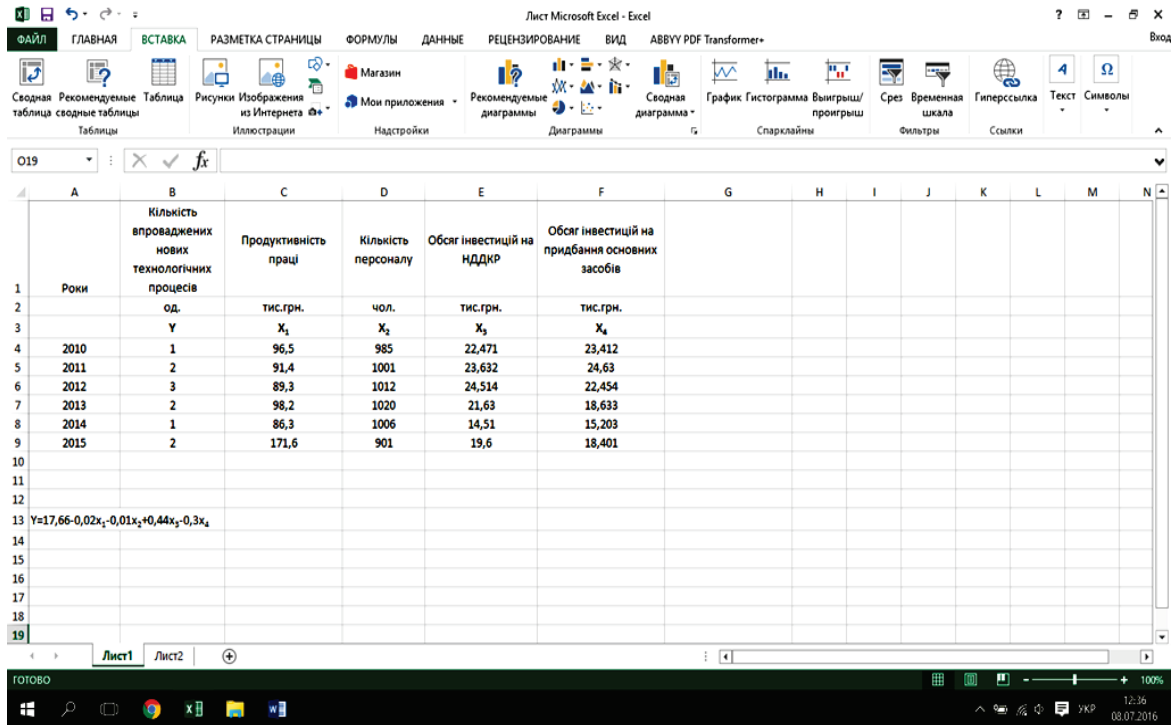 Лист Microsoft Excel - Excel
ФАЙЛ ГЛАВНАЯ ВСТАВКА РАЗМЕТКА СТРАНИЦЫ ФОРМУЛЫ ДАННЫЕ РЕЦЕНЗИРОВАНИЕ ВИД ABBYY PDF Transformer+ Вход
Сводная таблица
Рекомендуемые сводные таблицы
Таблица
Рисунки
Изображения из Интернета
Магазин
Мои приложения
Рекомендуемые диаграммы
Сводная диаграмма
График
Гистограмма
Выигрыш/проигрыш
Срез
Временная шкала
Гиперссылка
Текст
Символы
Таблицы Иллюстрации Надстройки Диаграммы Спарклайны Фильтры Ссылки
O19 fx
A B C D E F G H I J K L M N
1 Роки
Кількість
впроваджених
нових
технологічних
процесів
Продуктивність
праці
Кількість
персоналу
Обсяг інвестицій на
НДДКР
Обсяг інвестицій на
придбання основних
засобів
2 од. тис.грн. чол. тис.грн. тис.грн.
3 Y X₁ X₂ X₃ X₄
4 2010 1 96,5 985 22,471 23,412
5 2011 2 91,4 1001 23,632 24,63
6 2012 3 89,3 1012 24,514 22,454
7 2013 2 98,2 1020 21,63 18,633
8 2014 1 86,3 1006 14,51 15,203
9 2015 2 171,6 901 19,6 18,401
10
11
12
13 Y=17,66-0,02x₁-0,01x₂+0,44x₃-0,3x₄
14
15
16
17
18
19
Лист1 Лист2
ГОТОВО 100%
УКР 12:36
08.07.2016